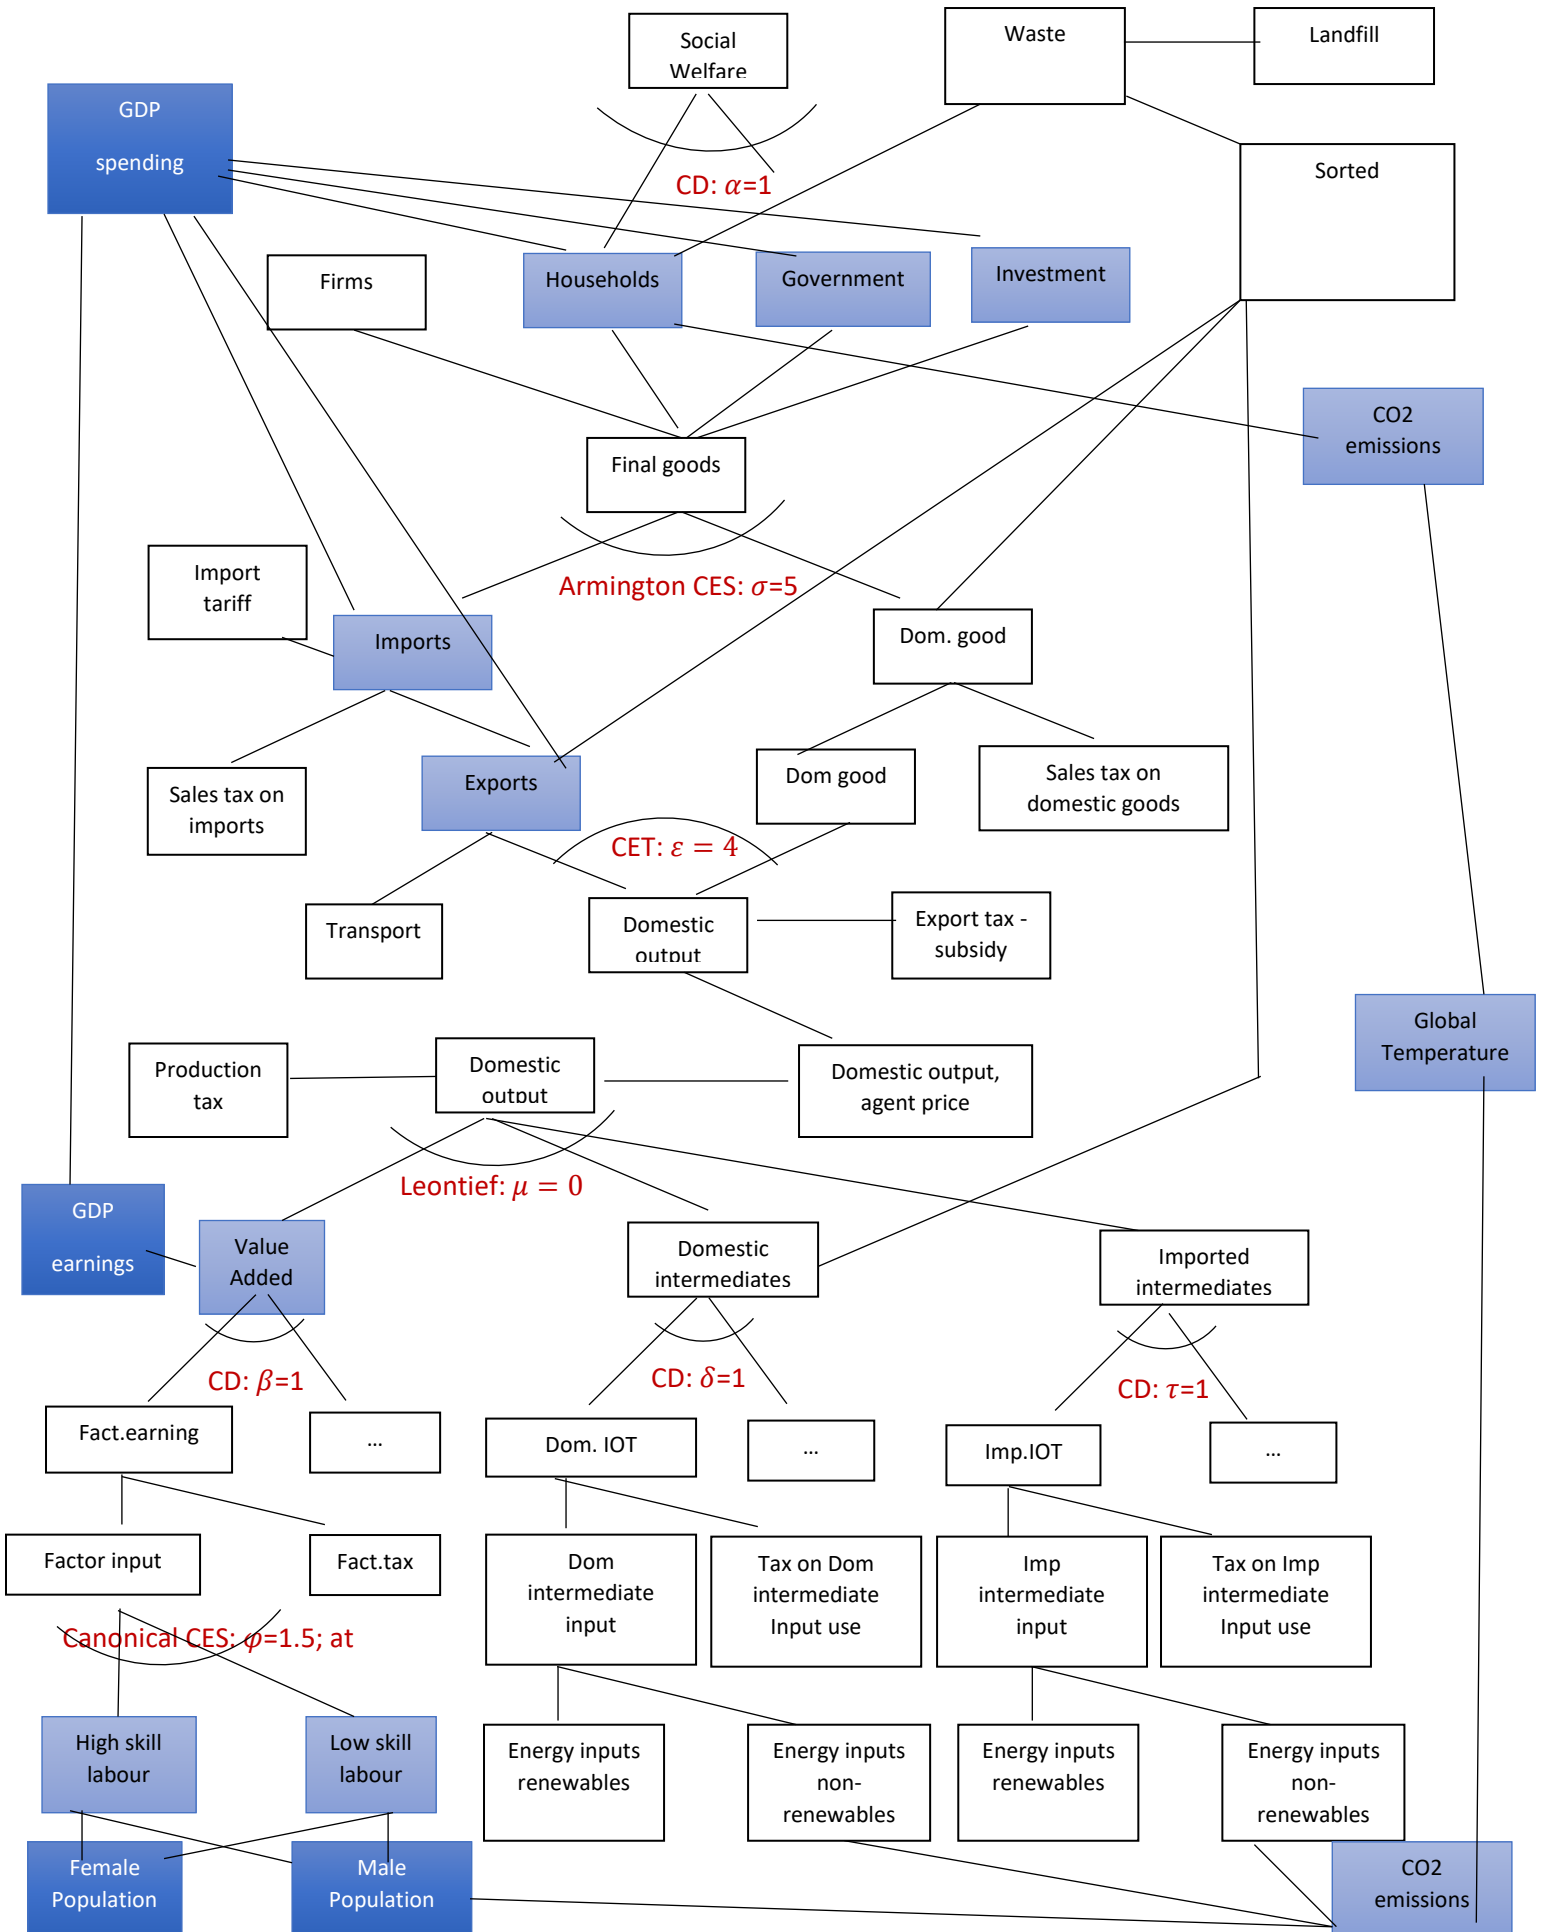 Social
Welfare
Waste
Landfill
GDP
spending
Sorted
CD: α=1
Firms
Households
Government
Investment
CO2
emissions
Final goods
Import
tariff
Armington CES: σ=5
Imports
Dom. good
Sales tax on
imports
Exports
Dom good
Sales tax on
domestic goods
CET: ε = 4
Transport
Domestic
output
Export tax -
subsidy
Global
Temperature
Production
tax
Domestic
output
Domestic output,
agent price
Leontief: μ = 0
GDP
earnings
Value
Added
Domestic
intermediates
Imported
intermediates
CD: β=1
CD: δ=1
CD: τ=1
Fact.earning
...
Dom. IOT
...
Imp.IOT
...
Factor input
Fact.tax
Dom
intermediate
input
Tax on Dom
intermediate
Input use
Imp
intermediate
input
Tax on Imp
intermediate
Input use
Canonical CES: φ=1.5; at
High skill
labour
Low skill
labour
Energy inputs
renewables
Energy inputs
non-
renewables
Energy inputs
renewables
Energy inputs
non-
renewables
Female
Population
Male
Population
CO2
emissions